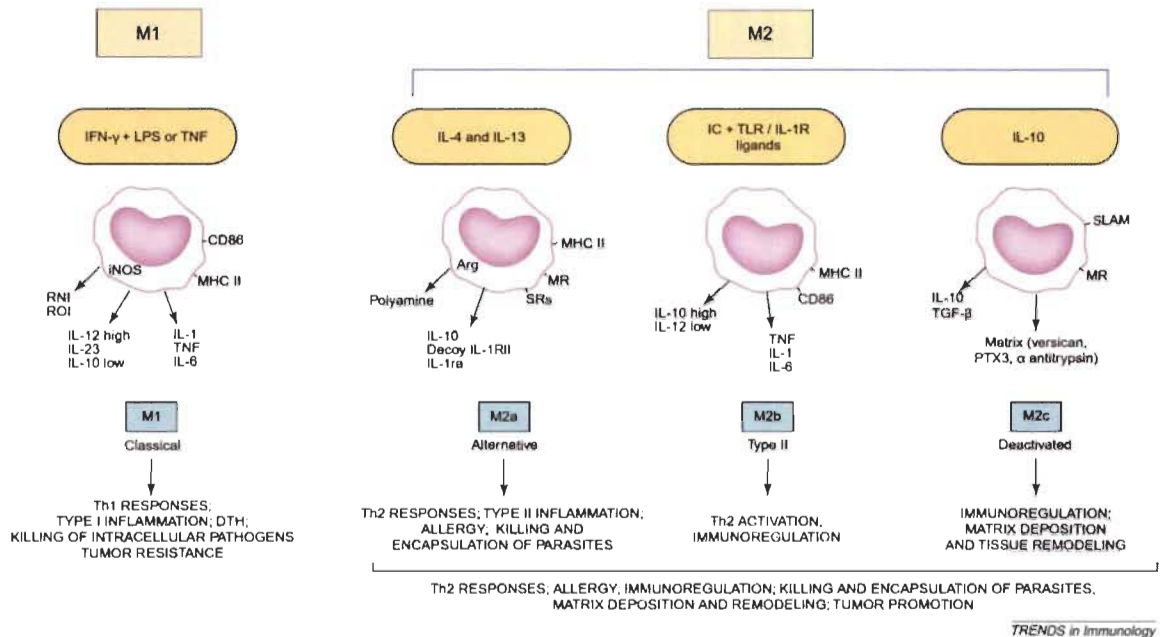 M1
M2
IFN-γ + LPS or TNF
IL-4 and IL-13
IC + TLR / IL-1R
ligands
IL-10
CD86
MHC II
iNOS
RNI
ROI
IL-12 high
IL-23
IL-10 low
IL-1
TNF
IL-6
MHC II
MR
SRs
Arg
Polyamine
IL-10
Decoy IL-1RII
IL-1ra
MHC II
CD86
IL-10 high
IL-12 low
TNF
IL-1
IL-6
SLAM
MR
IL-10
TGF-β
Matrix (versican,
PTX3, α antitrypsin)
M1
Classical
M2a
Alternative
M2b
Type II
M2c
Deactivated
Th1 RESPONSES;
TYPE I INFLAMMATION; DTH;
KILLING OF INTRACELLULAR PATHOGENS
TUMOR RESISTANCE
Th2 RESPONSES; TYPE II INFLAMMATION;
ALLERGY; KILLING AND
ENCAPSULATION OF PARASITES
Th2 ACTIVATION,
IMMUNOREGULATION
IMMUNOREGULATION;
MATRIX DEPOSITION
AND TISSUE REMODELING
Th2 RESPONSES; ALLERGY, IMMUNOREGULATION; KILLING AND ENCAPSULATION OF PARASITES,
MATRIX DEPOSITION AND REMODELING; TUMOR PROMOTION
TRENDS in Immunology